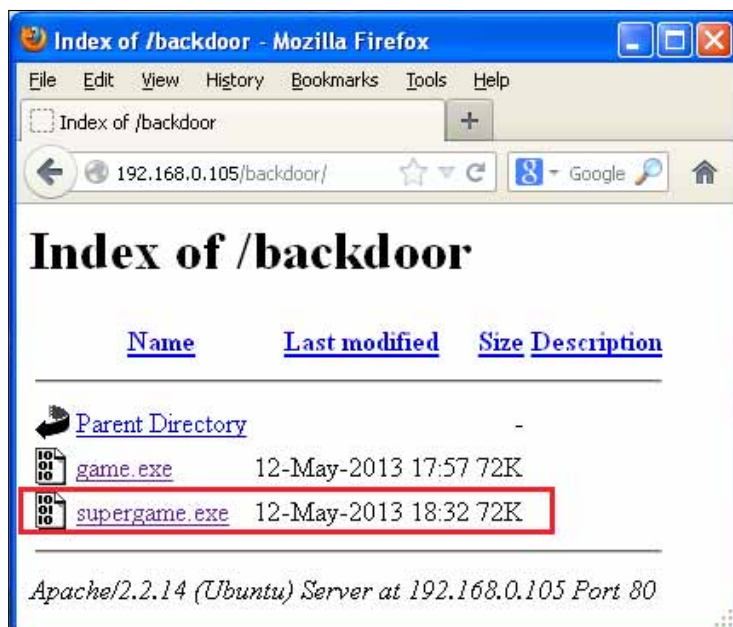 Index of /backdoor - Mozilla Firefox
File Edit View History Bookmarks Tools Help
Index of /backdoor +
192.168.0.105/backdoor/ 8 Google
Index of /backdoor
Name Last modified Size Description
Parent Directory -
game.exe 12-May-2013 17:57 72K
supergame.exe 12-May-2013 18:32 72K
Apache/2.2.14 (Ubuntu) Server at 192.168.0.105 Port 80